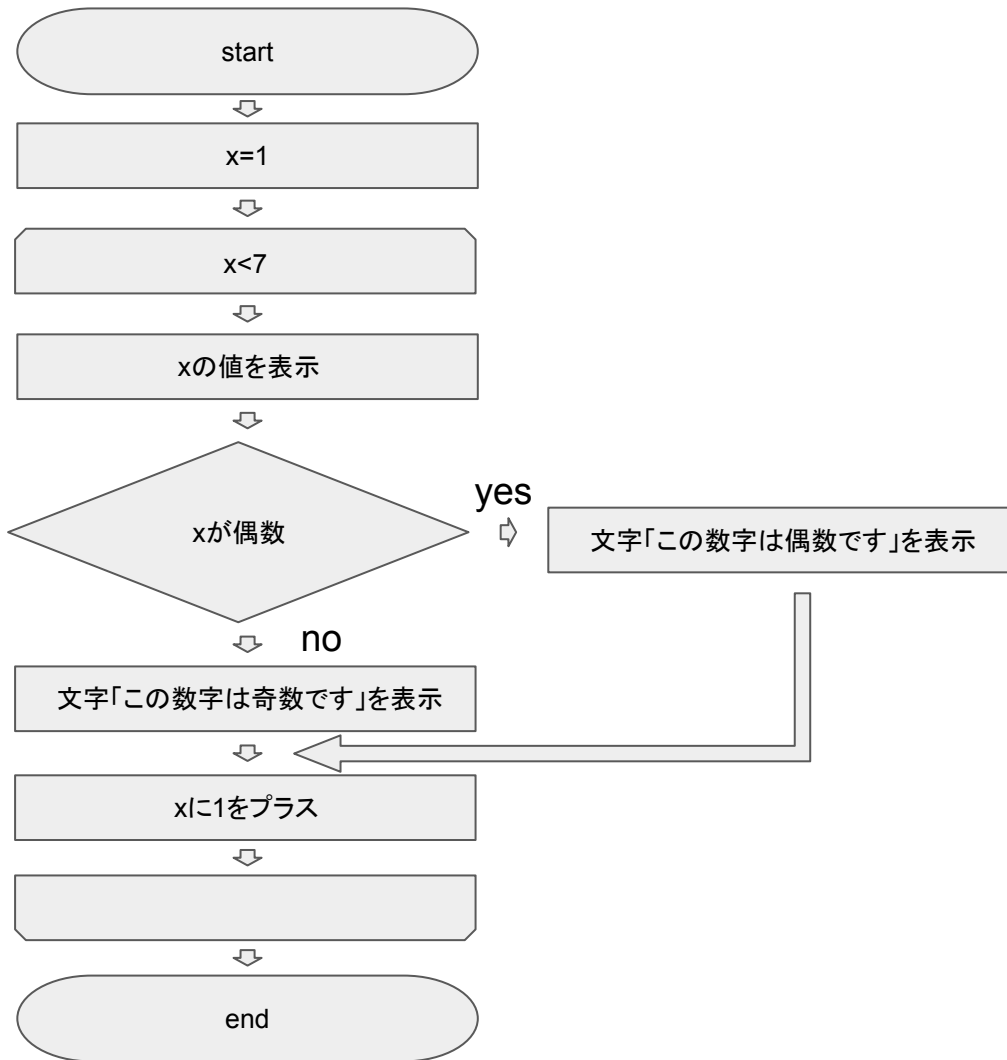 start
x=1
x<7
xの値を表示
xが偶数
yes
文字「この数字は偶数です」を表示
no
文字「この数字は奇数です」を表示
xに1をプラス
end